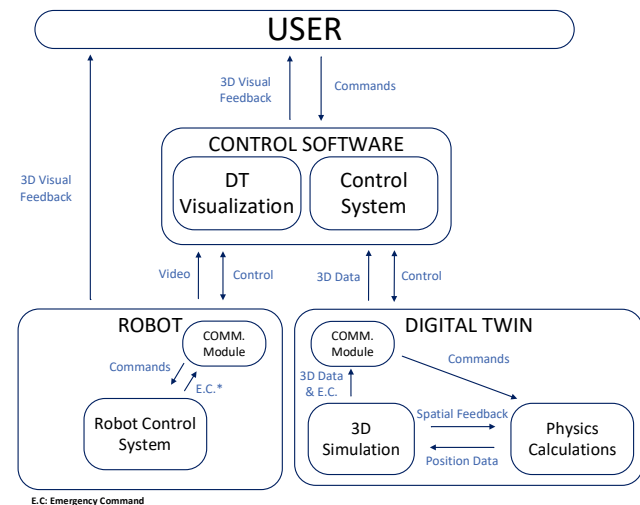 USER
3D Visual
Feedback
Commands
CONTROL SOFTWARE
DT
Visualization
Control
System
3D Visual
Feedback
Video
Control
3D Data
Control
ROBOT
COMM.
Module
Commands
E.C.*
Robot Control
System
DIGITAL TWIN
COMM.
Module
Commands
3D Data
& E.C.
3D
Simulation
Spatial Feedback
Position Data
Physics
Calculations
E.C: Emergency Command